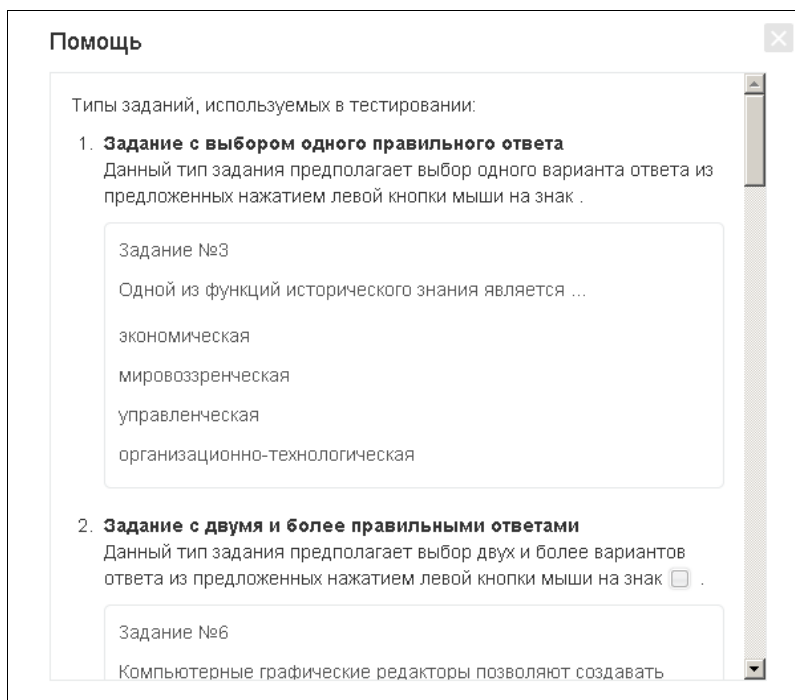 Помощь
Типы заданий, используемых в тестировании:
1. Задание с выбором одного правильного ответа
Данный тип задания предполагает выбор одного варианта ответа из
предложенных нажатием левой кнопки мыши на знак .
Задание №3
Одной из функций исторического знания является ...
экономическая
мировоззренческая
управленческая
организационно-технологическая
2. Задание с двумя и более правильными ответами
Данный тип задания предполагает выбор двух и более вариантов
ответа из предложенных нажатием левой кнопки мыши на знак .
Задание №6
Компьютерные графические редакторы позволяют создавать